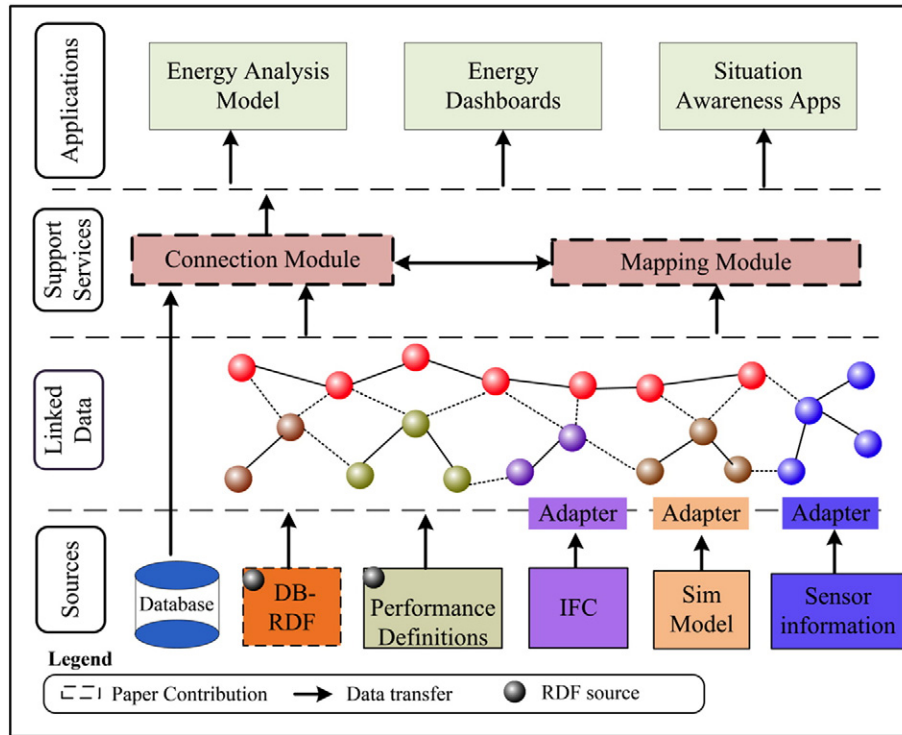 Applications
Energy Analysis
Model
Energy
Dashboards
Situation
Awareness Apps
Support
Services
Connection Module
Mapping Module
Linked
Data
Sources
Adapter
Adapter
Adapter
Database
DB-
RDF
Performance
Definitions
IFC
Sim
Model
Sensor
information
Legend
Paper Contribution
Data transfer
RDF source